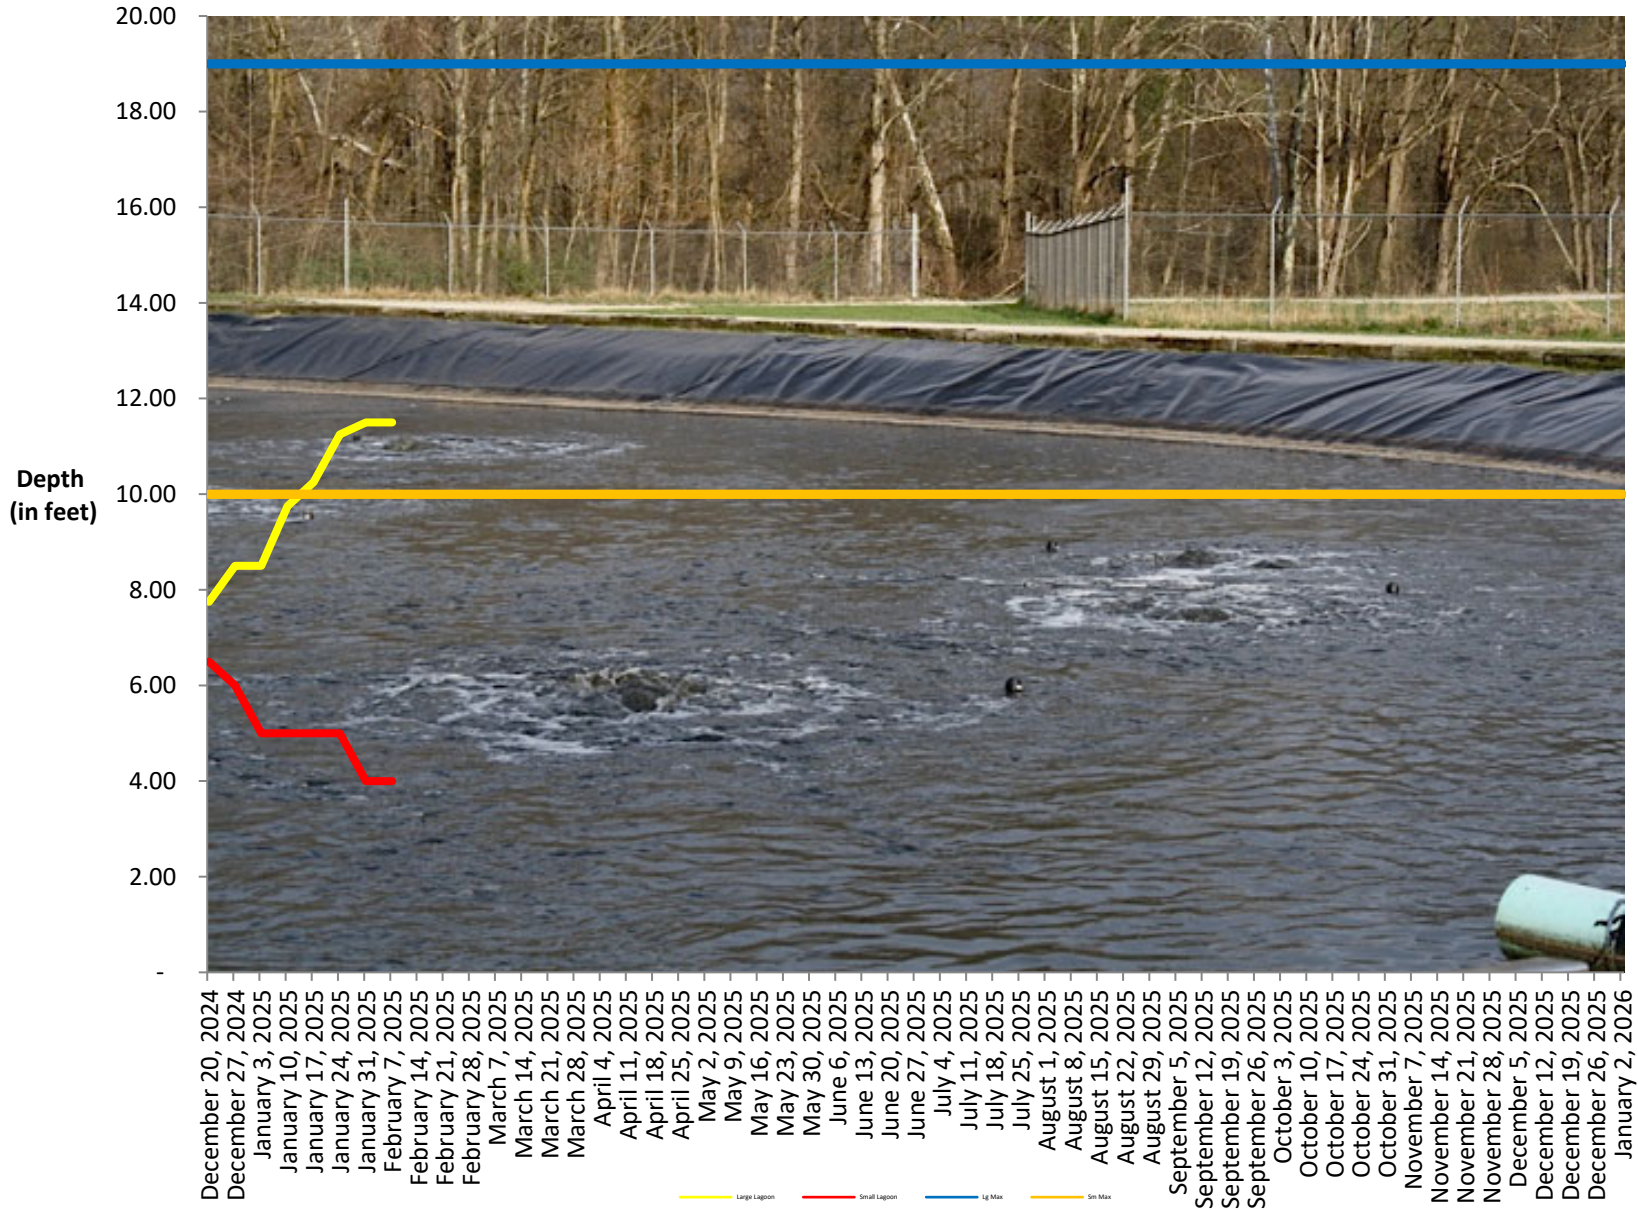 20.00
18.00
16.00
14.00
12.00
10.00
8.00
6.00
4.00
2.00
-
Depth
(in feet)
December 20, 2024
December 27, 2024
January 3, 2025
January 10, 2025
January 17, 2025
January 24, 2025
January 31, 2025
February 7, 2025
February 14, 2025
February 21, 2025
February 28, 2025
March 7, 2025
March 14, 2025
March 21, 2025
March 28, 2025
April 4, 2025
April 11, 2025
April 18, 2025
April 25, 2025
May 2, 2025
May 9, 2025
May 16, 2025
May 23, 2025
May 30, 2025
June 6, 2025
June 13, 2025
June 20, 2025
June 27, 2025
July 4, 2025
July 11, 2025
July 18, 2025
July 25, 2025
August 1, 2025
August 8, 2025
August 15, 2025
August 22, 2025
August 29, 2025
September 5, 2025
September 12, 2025
September 19, 2025
September 26, 2025
October 3, 2025
October 10, 2025
October 17, 2025
October 24, 2025
October 31, 2025
November 7, 2025
November 14, 2025
November 21, 2025
November 28, 2025
December 5, 2025
December 12, 2025
December 19, 2025
December 26, 2025
January 2, 2026
Large Lagoon
Small Lagoon
Lg Max
Sm Max